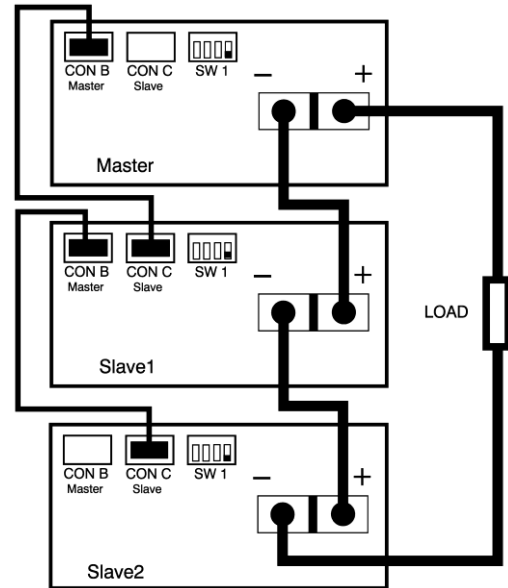 CON B CON C SW 1
Master Slave
− +
Master
CON B CON C SW 1
Master Slave
− +
LOAD
Slave1
CON B CON C SW 1
Master Slave
− +
Slave2